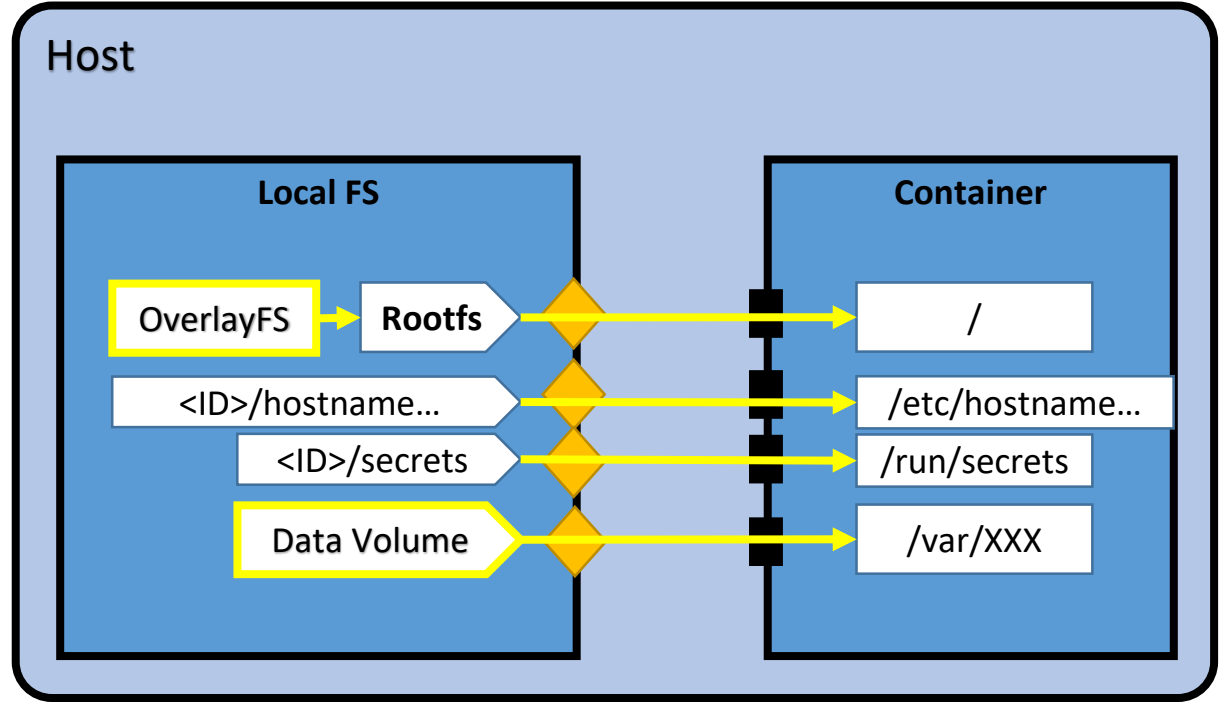 Host
Local FS
Container
OverlayFS
Rootfs
/
<ID>/hostname…
/etc/hostname…
<ID>/secrets
/run/secrets
Data Volume
/var/XXX